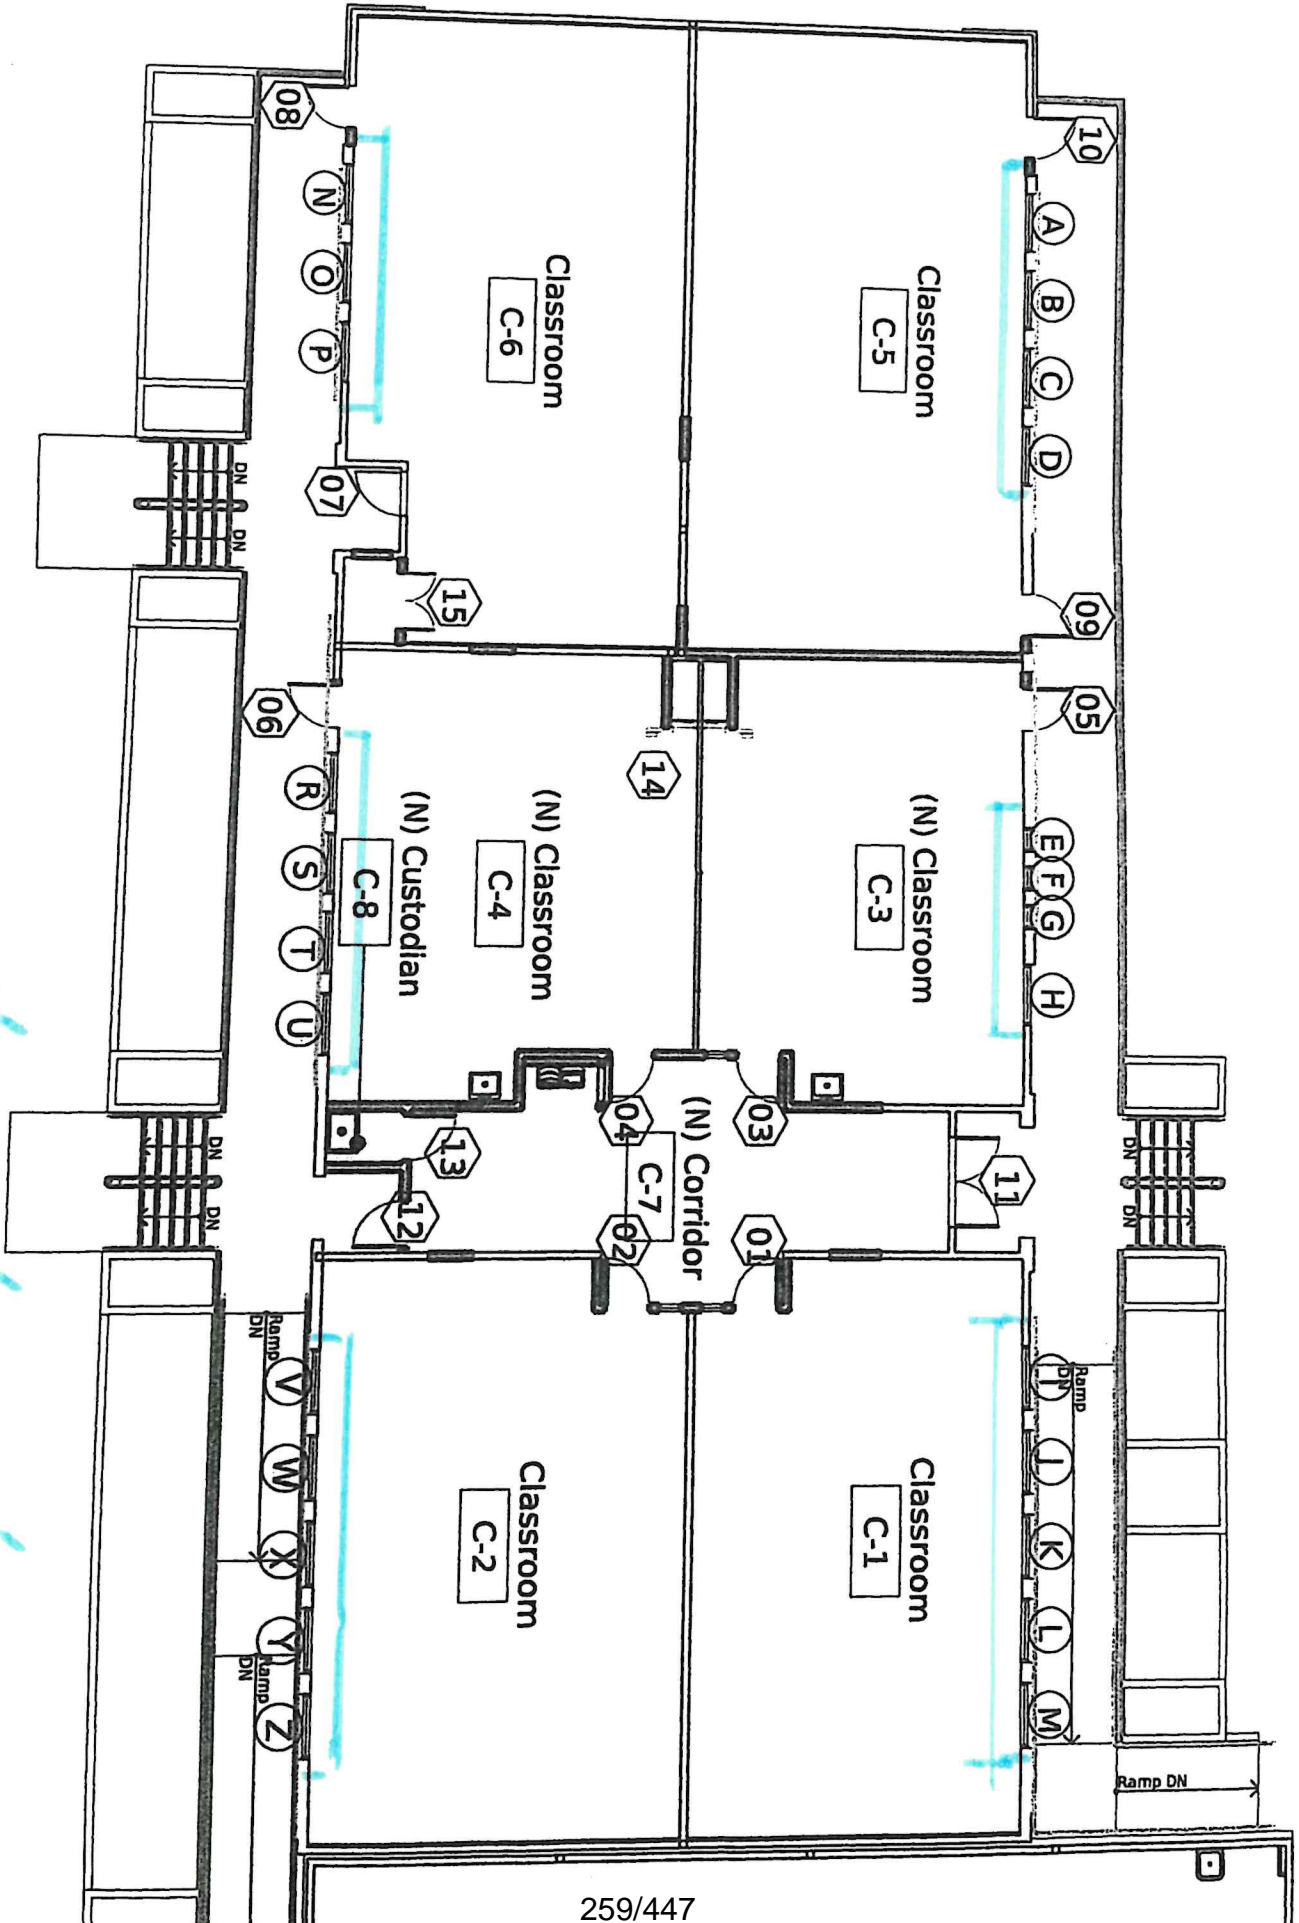 08
10
N
O
P
A
B
C
D
Classroom
C-6
Classroom
C-5
DN
DN
07
15
09
06
05
14
R
S
T
U
(N) Custodian
C-8
(N) Classroom
C-4
(N) Classroom
C-3
E
F
G
H
04
03
(N) Corridor
C-7
13
12
11
02
01
DN
DN
DN
DN
Ramp
DN
Ramp
DN
V
W
X
Y
Z
Ramp
DN
Classroom
C-2
Classroom
C-1
I
J
K
L
M
Ramp DN
259/447